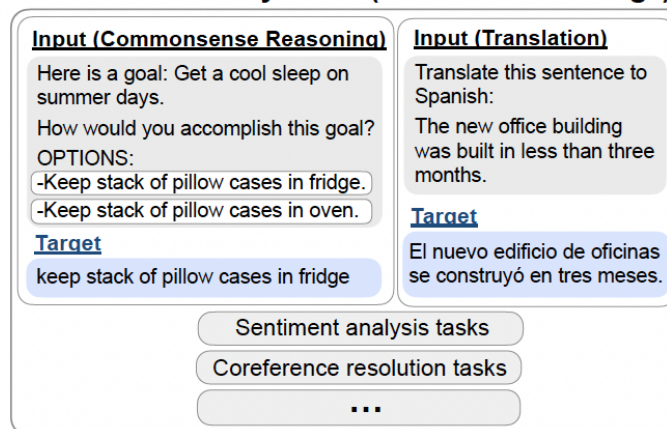 Input (Commonsense Reasoning)
Here is a goal: Get a cool sleep on
summer days.
How would you accomplish this goal?
OPTIONS:
-Keep stack of pillow cases in fridge.
-Keep stack of pillow cases in oven.
Target
keep stack of pillow cases in fridge
Input (Translation)
Translate this sentence to
Spanish:
The new office building
was built in less than three
months.
Target
El nuevo edificio de oficinas
se construyó en tres meses.
Sentiment analysis tasks
Coreference resolution tasks
...